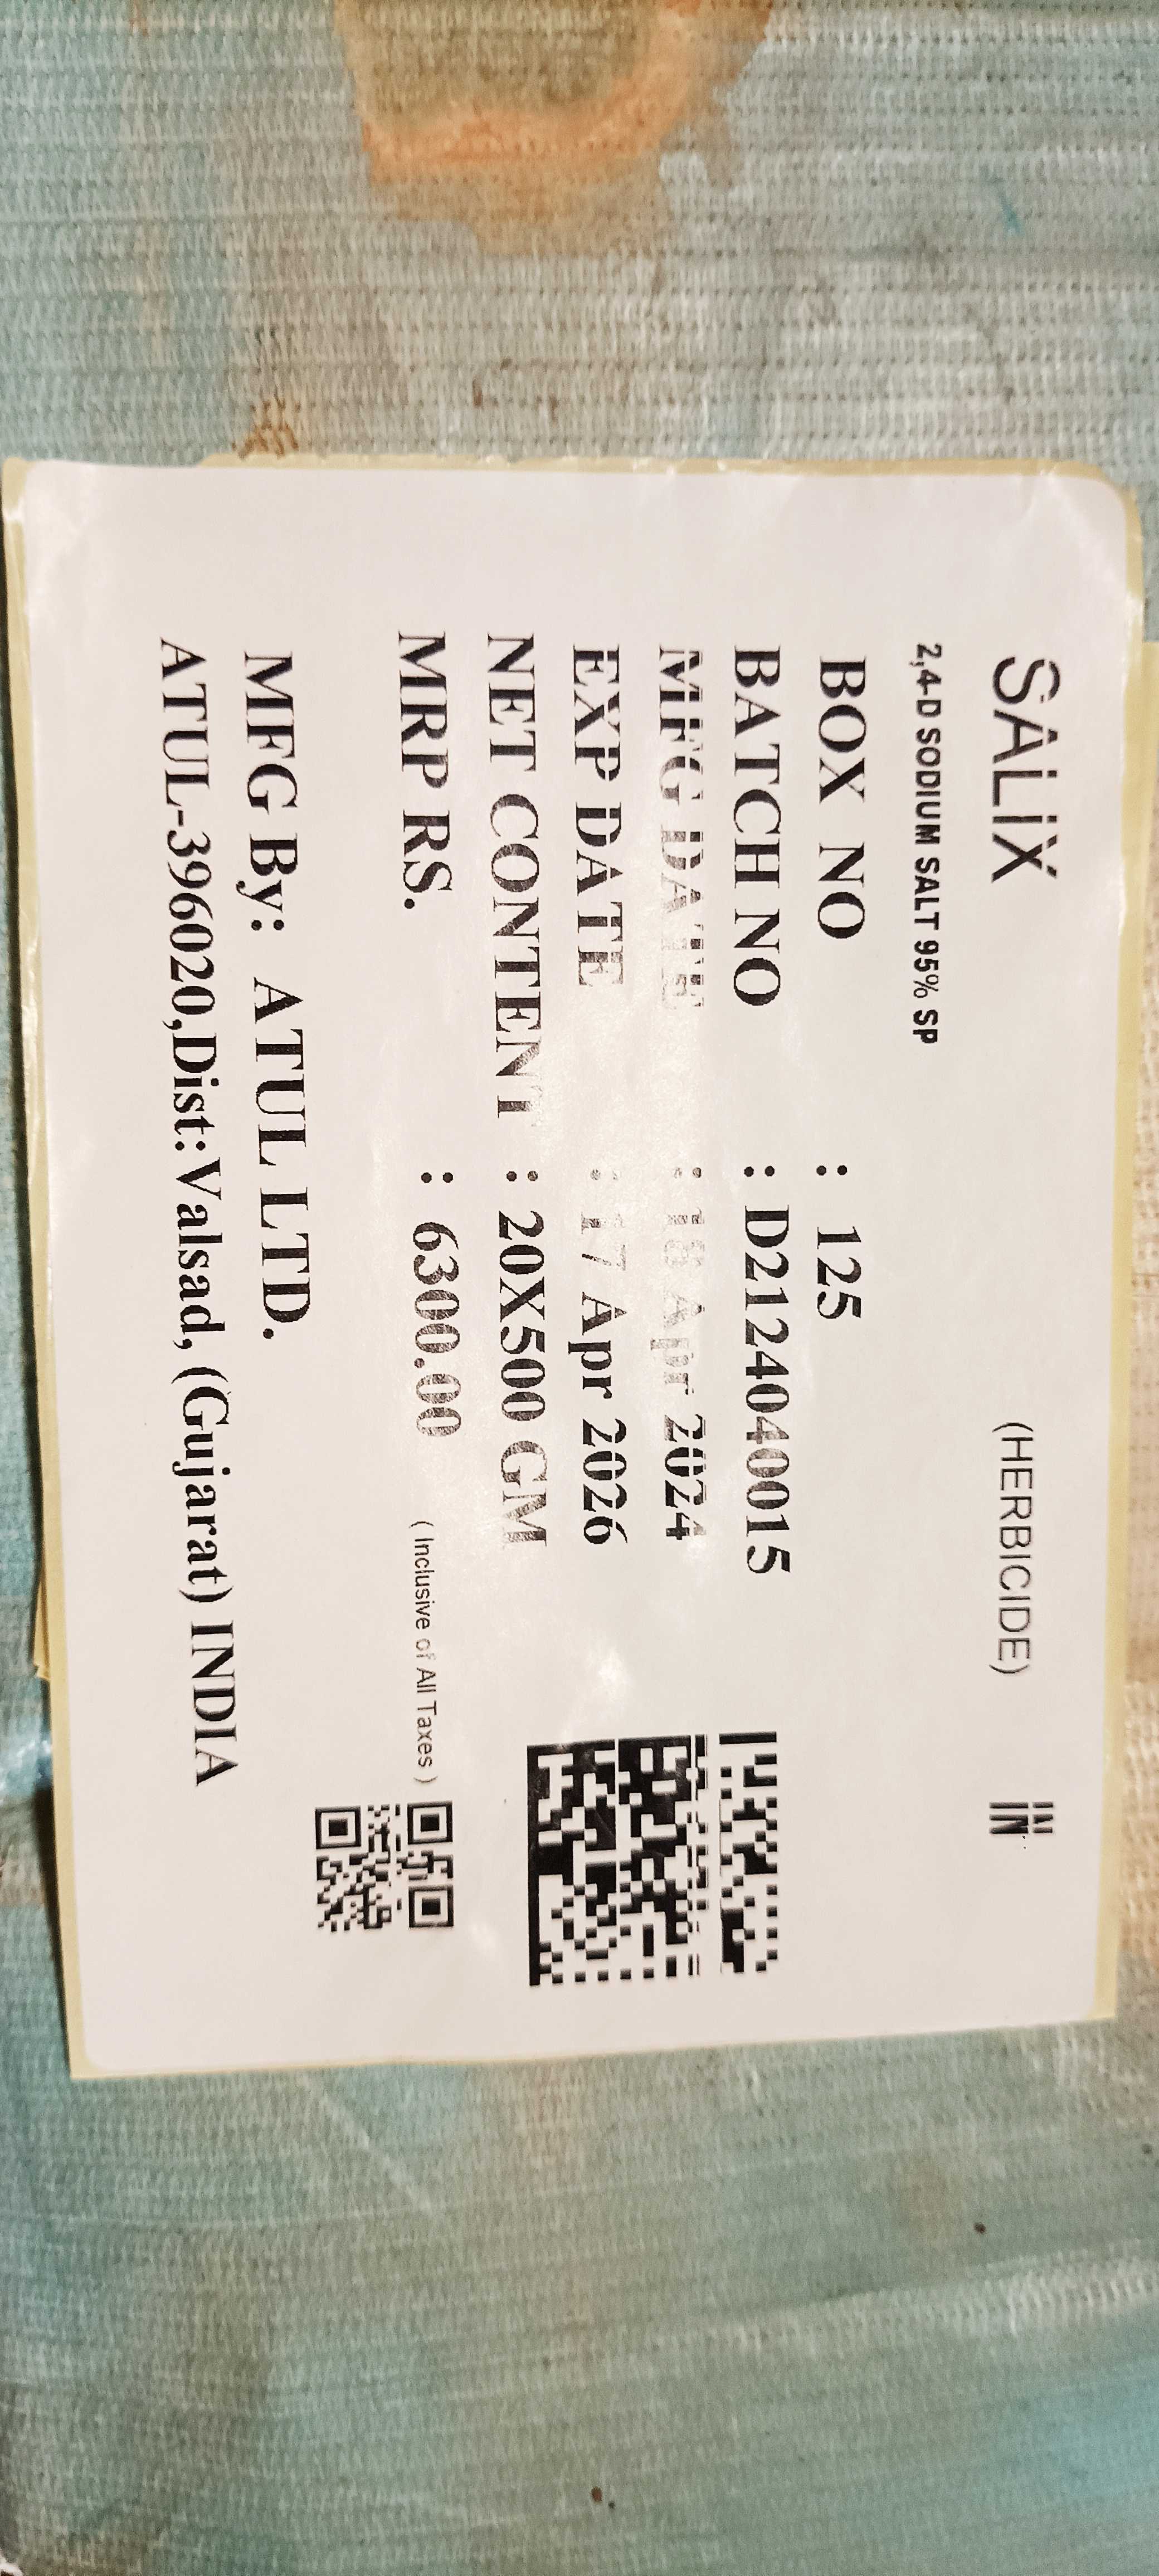 SALIX (HERBICIDE) IN
2,4-D SODIUM SALT 95% SP
BOX NO : 125
BATCH NO : D2124040015
MFG DATE : 18 Apr 2024
EXP DATE : 17 Apr 2026
NET CONTENT : 20X500 GM
MRP RS. : 6300.00 ( Inclusive of All Taxes )
MFG By: ATUL LTD.
ATUL-396020,Dist:Valsad, (Gujarat) INDIA